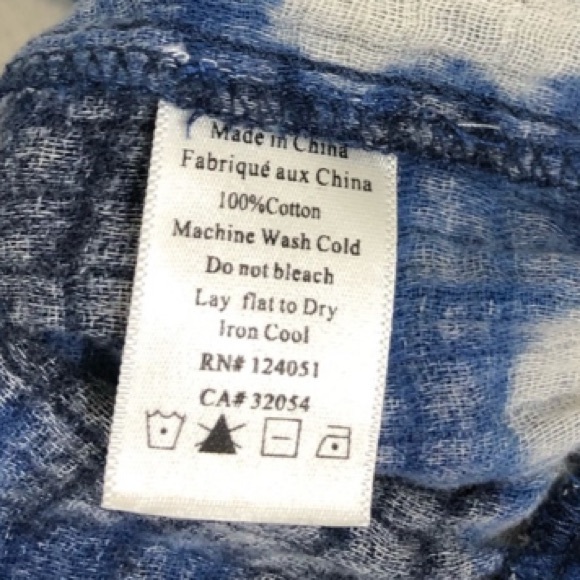 Made in China
Fabriqué aux China
100%Cotton
Machine Wash Cold
Do not bleach
Lay flat to Dry
Iron Cool
RN# 124051
CA# 32054